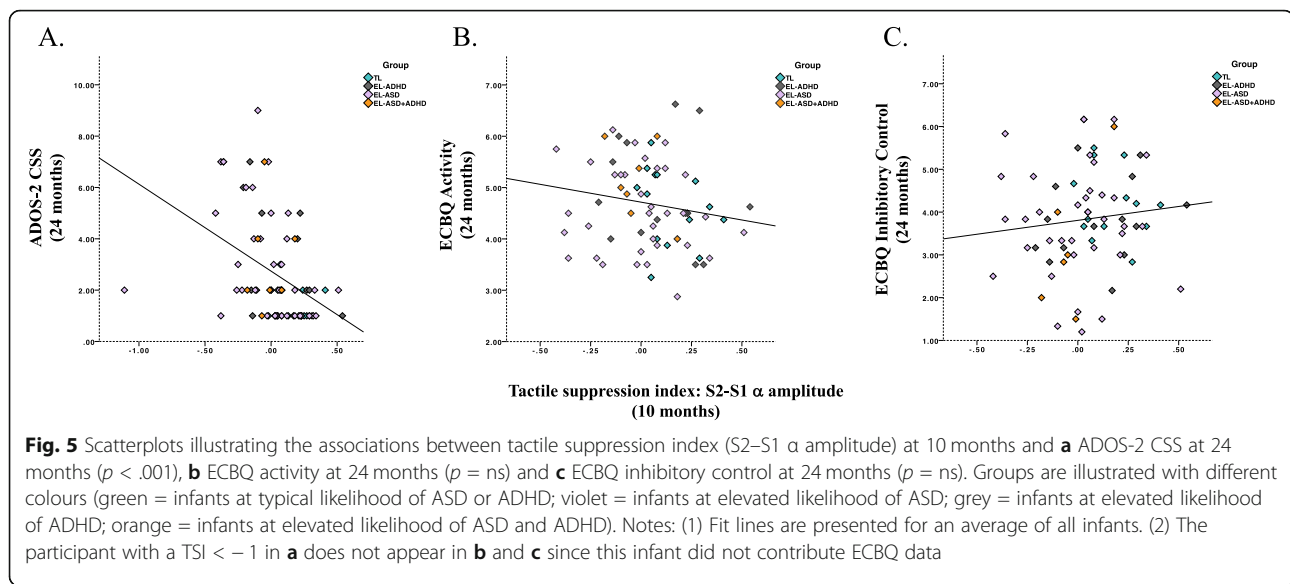 A.
Group
TL
EL-ADHD
EL-ASD
EL-ASD+ADHD
ADOS-2 CSS
(24 months)
10.00
8.00
6.00
4.00
2.00
.00
-1.00 -.50 .00 .50
B.
Group
TL
EL-ADHD
EL-ASD
EL-ASD+ADHD
ECBQ Activity
(24 months)
7.00
6.00
5.00
4.00
3.00
2.00
-.50 -.25 .00 .25 .50
C.
Group
TL
EL-ADHD
EL-ASD
EL-ASD+ADHD
ECBQ Inhibitory Control
(24 months)
7.00
6.00
5.00
4.00
3.00
2.00
1.00
-.50 -.25 .00 .25 .50
Tactile suppression index: S2-S1 α amplitude
(10 months)
Fig. 5 Scatterplots illustrating the associations between tactile suppression index (S2–S1 α amplitude) at 10 months and a ADOS-2 CSS at 24
months (p < .001), b ECBQ activity at 24 months (p = ns) and c ECBQ inhibitory control at 24 months (p = ns). Groups are illustrated with different
colours (green = infants at typical likelihood of ASD or ADHD; violet = infants at elevated likelihood of ASD; grey = infants at elevated likelihood
of ADHD; orange = infants at elevated likelihood of ASD and ADHD). Notes: (1) Fit lines are presented for an average of all infants. (2) The
participant with a TSI < − 1 in a does not appear in b and c since this infant did not contribute ECBQ data